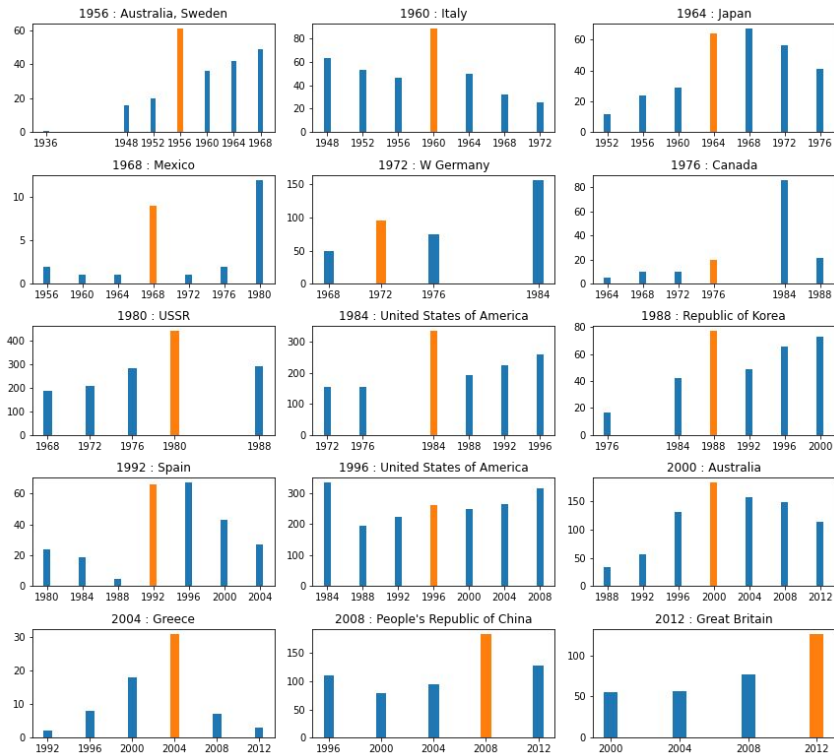 1956 : Australia, Sweden
60
40
20
0
1936 1948 1952 1956 1960 1964 1968
1960 : Italy
80
60
40
20
0
1948 1952 1956 1960 1964 1968 1972
1964 : Japan
60
40
20
0
1952 1956 1960 1964 1968 1972 1976
1968 : Mexico
10
5
0
1956 1960 1964 1968 1972 1976 1980
1972 : W Germany
150
100
50
0
1968 1972 1976 1984
1976 : Canada
80
60
40
20
0
1964 1968 1972 1976 1984 1988
1980 : USSR
400
300
200
100
0
1968 1972 1976 1980 1988
1984 : United States of America
300
200
100
0
1972 1976 1984 1988 1992 1996
1988 : Republic of Korea
80
60
40
20
0
1976 1984 1988 1992 1996 2000
1992 : Spain
60
40
20
0
1980 1984 1988 1992 1996 2000 2004
1996 : United States of America
300
200
100
0
1984 1988 1992 1996 2000 2004 2008
2000 : Australia
150
100
50
0
1988 1992 1996 2000 2004 2008 2012
2004 : Greece
30
20
10
0
1992 1996 2000 2004 2008 2012
2008 : People's Republic of China
150
100
50
0
1996 2000 2004 2008 2012
2012 : Great Britain
100
50
0
2000 2004 2008 2012